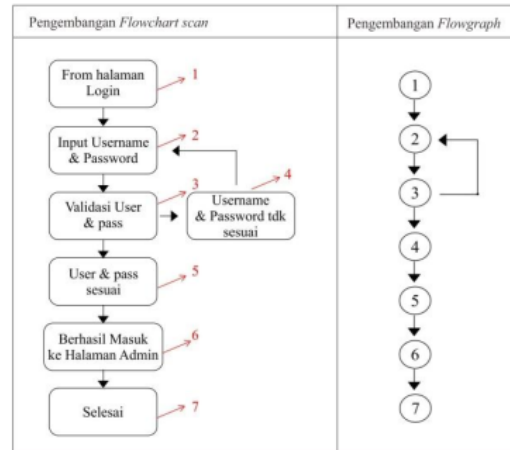 Pengembangan Flowchart scan
From halaman
Login
1
Input Username
& Password
2
Validasi User
& pass
3
Username
& Password tdk
sesuai
4
User & pass
sesuai
5
Berhasil Masuk
ke Halaman Admin
6
Selesai
7
Pengembangan Flowgraph
1
2
3
4
5
6
7